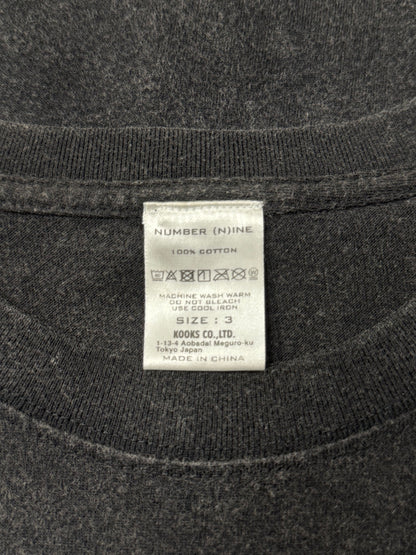 NUMBER (N)INE
100% COTTON
MACHINE WASH WARM
DO NOT BLEACH
USE COOL IRON
SIZE : 3
KOOKS CO.,LTD.
1-13-4 Aobadai Meguro-ku
Tokyo Japan
MADE IN CHINA